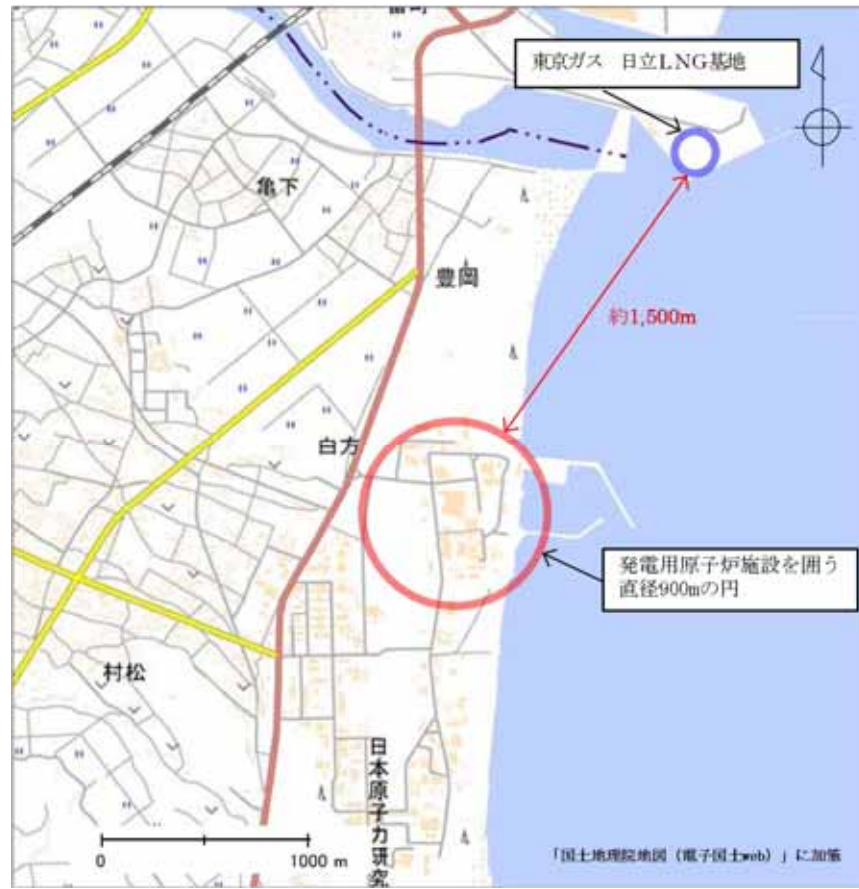 東京ガス 日立LNG基地
亀下
豊岡
約1,500m
白方
発電用原子炉施設を囲う
直径900mの円
村松
日本原子力研究
0
1000 m
「国土地理院地図（電子国土web）」に加筆